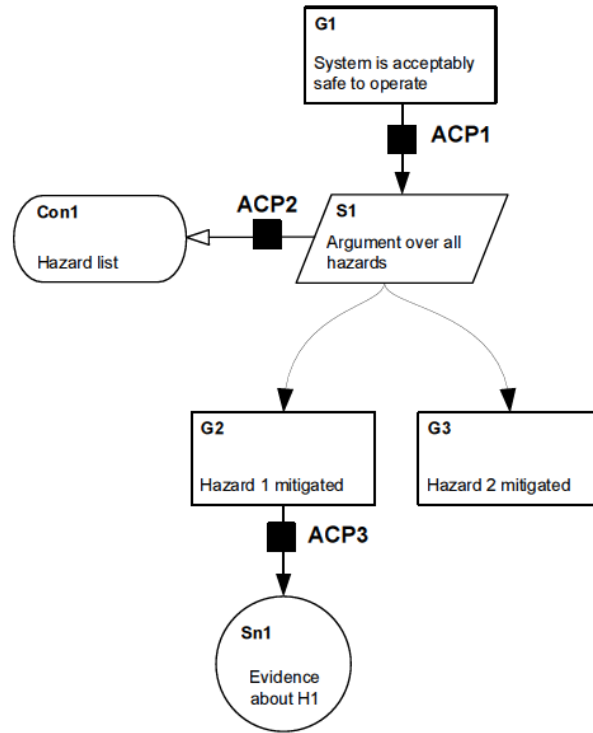 G1
System is acceptably
safe to operate
ACP1
ACP2
Con1
Hazard list
S1
Argument over all
hazards
G2
Hazard 1 mitigated
G3
Hazard 2 mitigated
ACP3
Sn1
Evidence
about H1